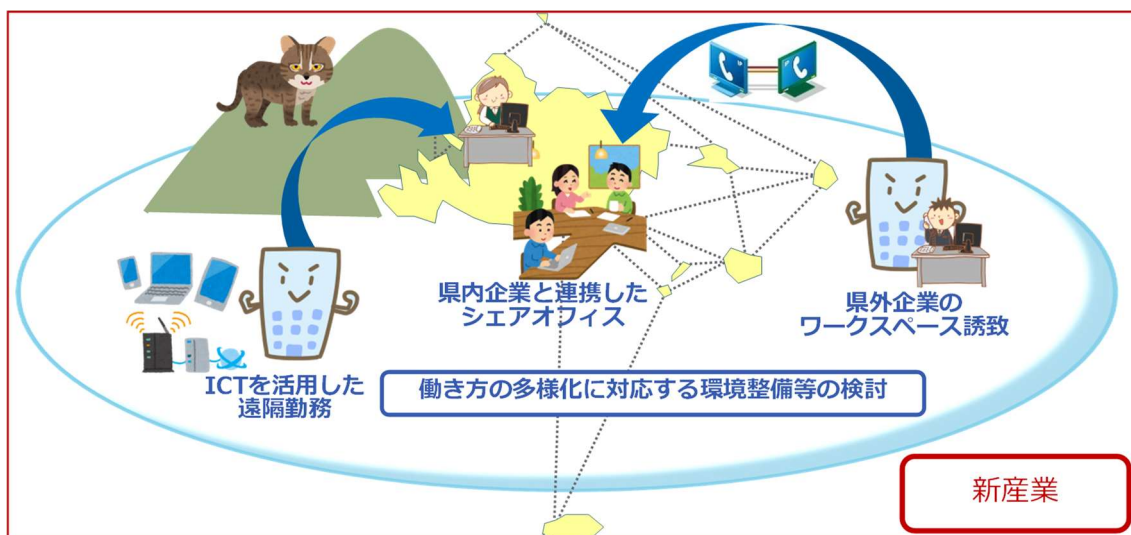 県内企業と連携した
シェアオフィス
県外企業の
ワークスペース誘致
ICTを活用した
遠隔勤務
働き方の多様化に対応する環境整備等の検討
新産業